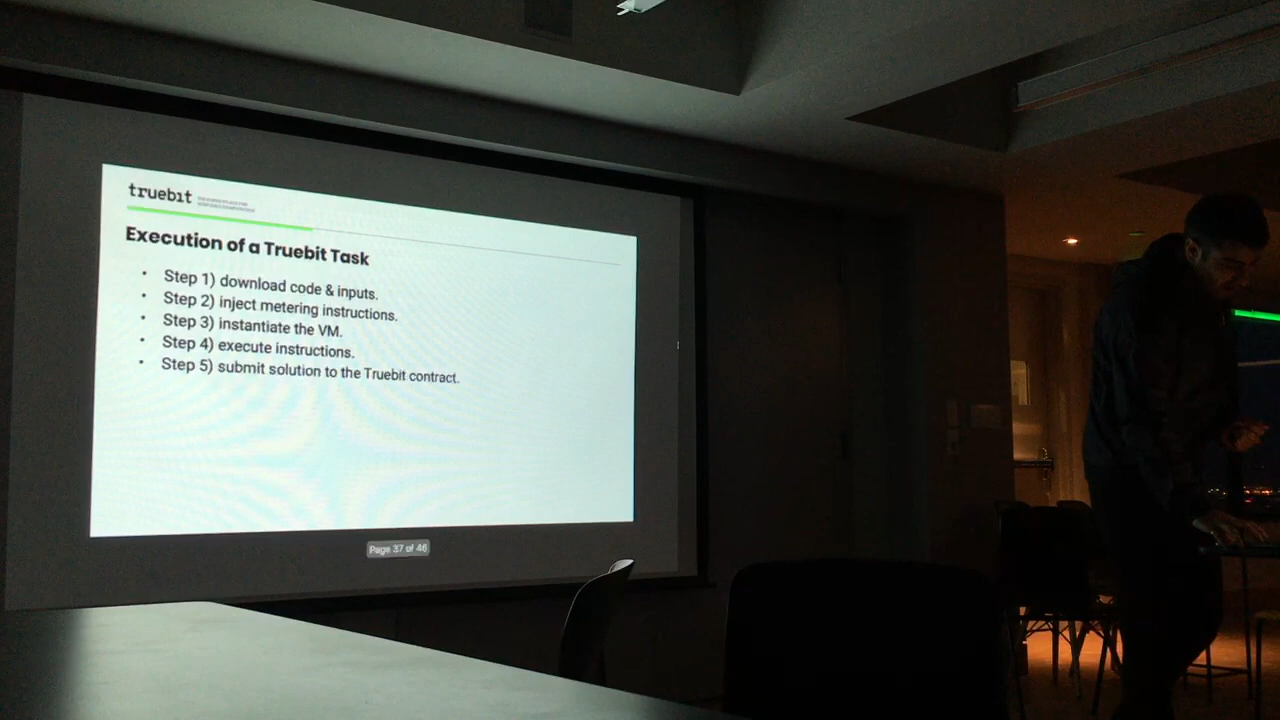 truebit
Execution of a Truebit Task
• Step 1) download code & inputs.
• Step 2) inject metering instructions.
• Step 3) instantiate the VM.
• Step 4) execute instructions.
• Step 5) submit solution to the Truebit contract.
Page 37 of 46